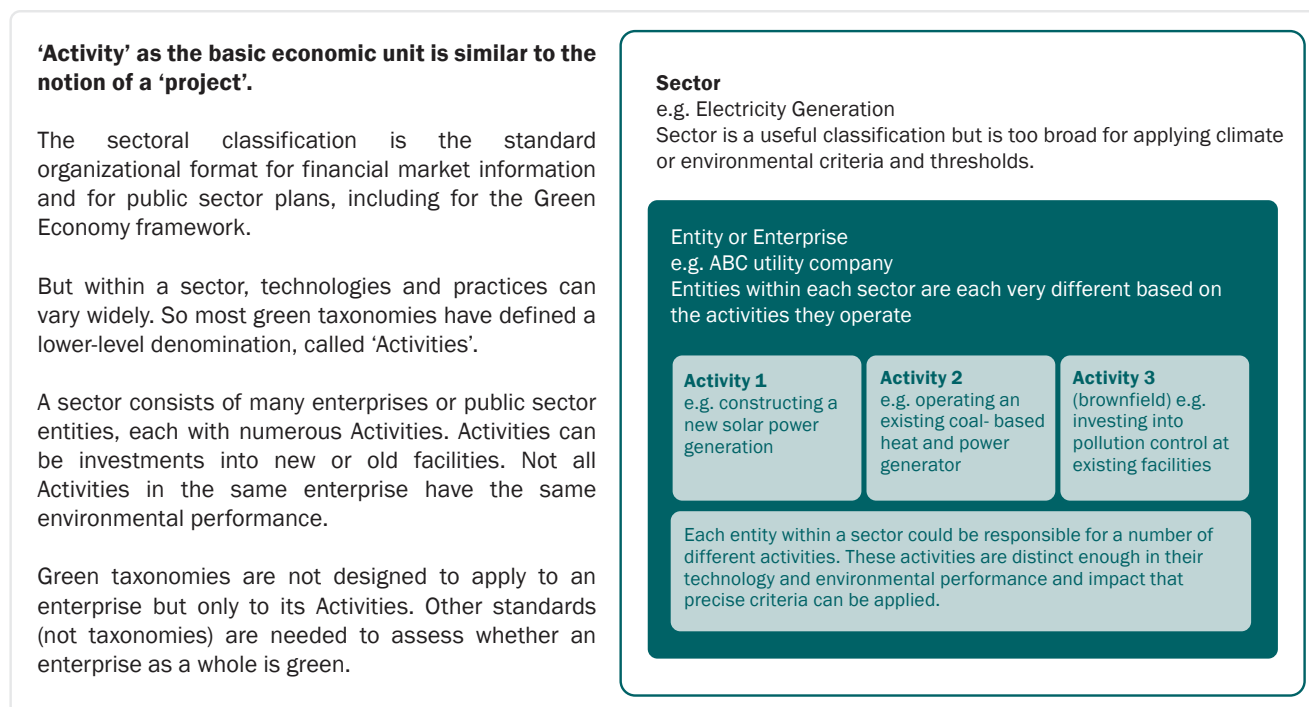 ‘Activity’ as the basic economic unit is similar to the
notion of a ‘project’.
The sectoral classification is the standard
organizational format for financial market information
and for public sector plans, including for the Green
Economy framework.
But within a sector, technologies and practices can
vary widely. So most green taxonomies have defined a
lower-level denomination, called ‘Activities’.
A sector consists of many enterprises or public sector
entities, each with numerous Activities. Activities can
be investments into new or old facilities. Not all
Activities in the same enterprise have the same
environmental performance.
Green taxonomies are not designed to apply to an
enterprise but only to its Activities. Other standards
(not taxonomies) are needed to assess whether an
enterprise as a whole is green.
Sector
e.g. Electricity Generation
Sector is a useful classification but is too broad for applying climate
or environmental criteria and thresholds.
Entity or Enterprise
e.g. ABC utility company
Entities within each sector are each very different based on
the activities they operate
Activity 1
e.g. constructing a
new solar power
generation
Activity 2
e.g. operating an
existing coal- based
heat and power
generator
Activity 3
(brownfield) e.g.
investing into
pollution control at
existing facilities
Each entity within a sector could be responsible for a number of
different activities. These activities are distinct enough in their
technology and environmental performance and impact that
precise criteria can be applied.